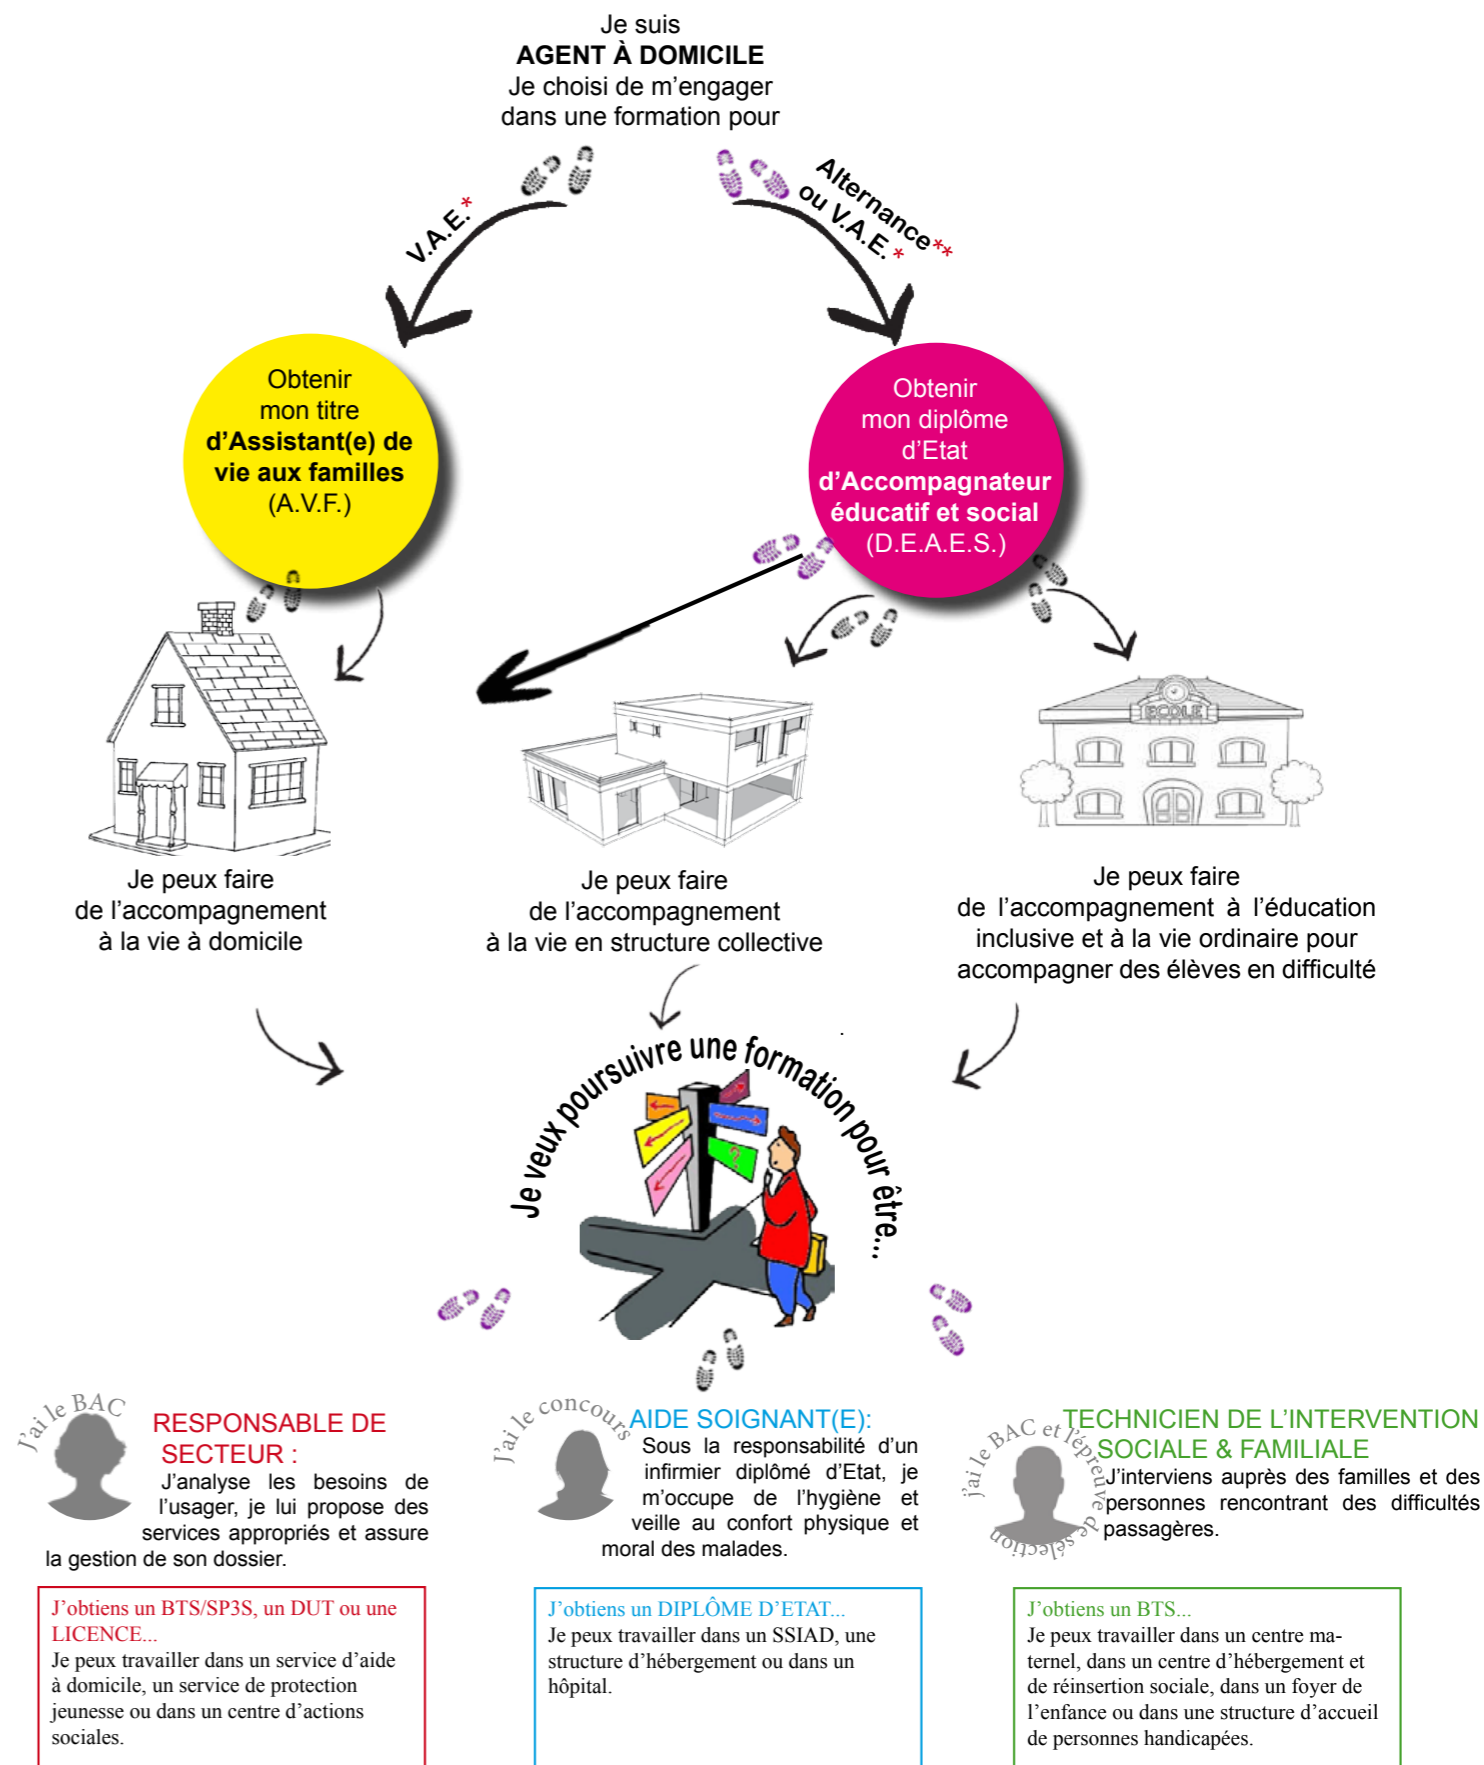 Je suis
AGENT À DOMICILE
Je choisi de m'engager
dans une formation pour
V.A.E.*
Alternance**
ou V.A.E.*
Obtenir
mon titre
d'Assistant(e) de
vie aux familles
(A.V.F.)
Obtenir
mon diplôme
d'Etat
d'Accompagnateur
éducatif et social
(D.E.A.E.S.)
ECOLE
Je peux faire
de l'accompagnement
à la vie à domicile
Je peux faire
de l'accompagnement
à la vie en structure collective
Je peux faire
de l'accompagnement à l'éducation
inclusive et à la vie ordinaire pour
accompagner des élèves en difficulté
Je veux poursuivre une formation pour être...
?
J'ai le BAC
RESPONSABLE DE
SECTEUR :
J'analyse les besoins de
l'usager, je lui propose des
services appropriés et assure
la gestion de son dossier.
J'obtiens un BTS/SP3S, un DUT ou une
LICENCE...
Je peux travailler dans un service d'aide
à domicile, un service de protection
jeunesse ou dans un centre d'actions
sociales.
J'ai le concours
AIDE SOIGNANT(E):
Sous la responsabilité d'un
infirmier diplômé d'Etat, je
m'occupe de l'hygiène et
veille au confort physique et
moral des malades.
J'obtiens un DIPLÔME D'ETAT...
Je peux travailler dans un SSIAD, une
structure d'hébergement ou dans un
hôpital.
j'ai le BAC et l'épreuve de sélection
TECHNICIEN DE L'INTERVENTION
SOCIALE & FAMILIALE
J'interviens auprès des familles et des
personnes rencontrant des difficultés
passagères.
J'obtiens un BTS...
Je peux travailler dans un centre ma-
ternel, dans un centre d'hébergement et
de réinsertion sociale, dans un foyer de
l'enfance ou dans une structure d'accueil
de personnes handicapées.